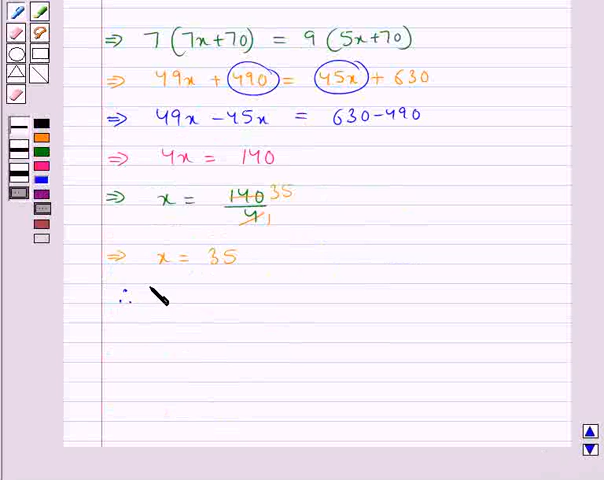 ⇒ 7(7x+70) = 9(5x+70)
⇒ 49x + 490 = 45x + 630
⇒ 49x - 45x = 630-490
⇒ 4x = 140
⇒ x = 140/4 35 1
⇒ x = 35
∴